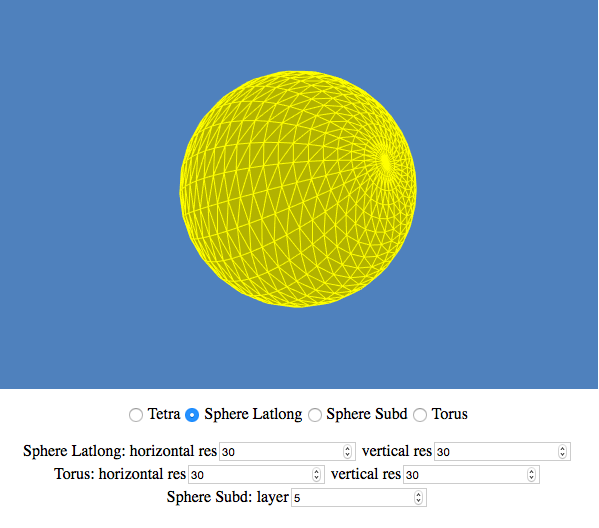 Tetra Sphere Latlong Sphere Subd Torus
Sphere Latlong: horizontal res 30 vertical res 30
Torus: horizontal res 30 vertical res 30
Sphere Subd: layer 5